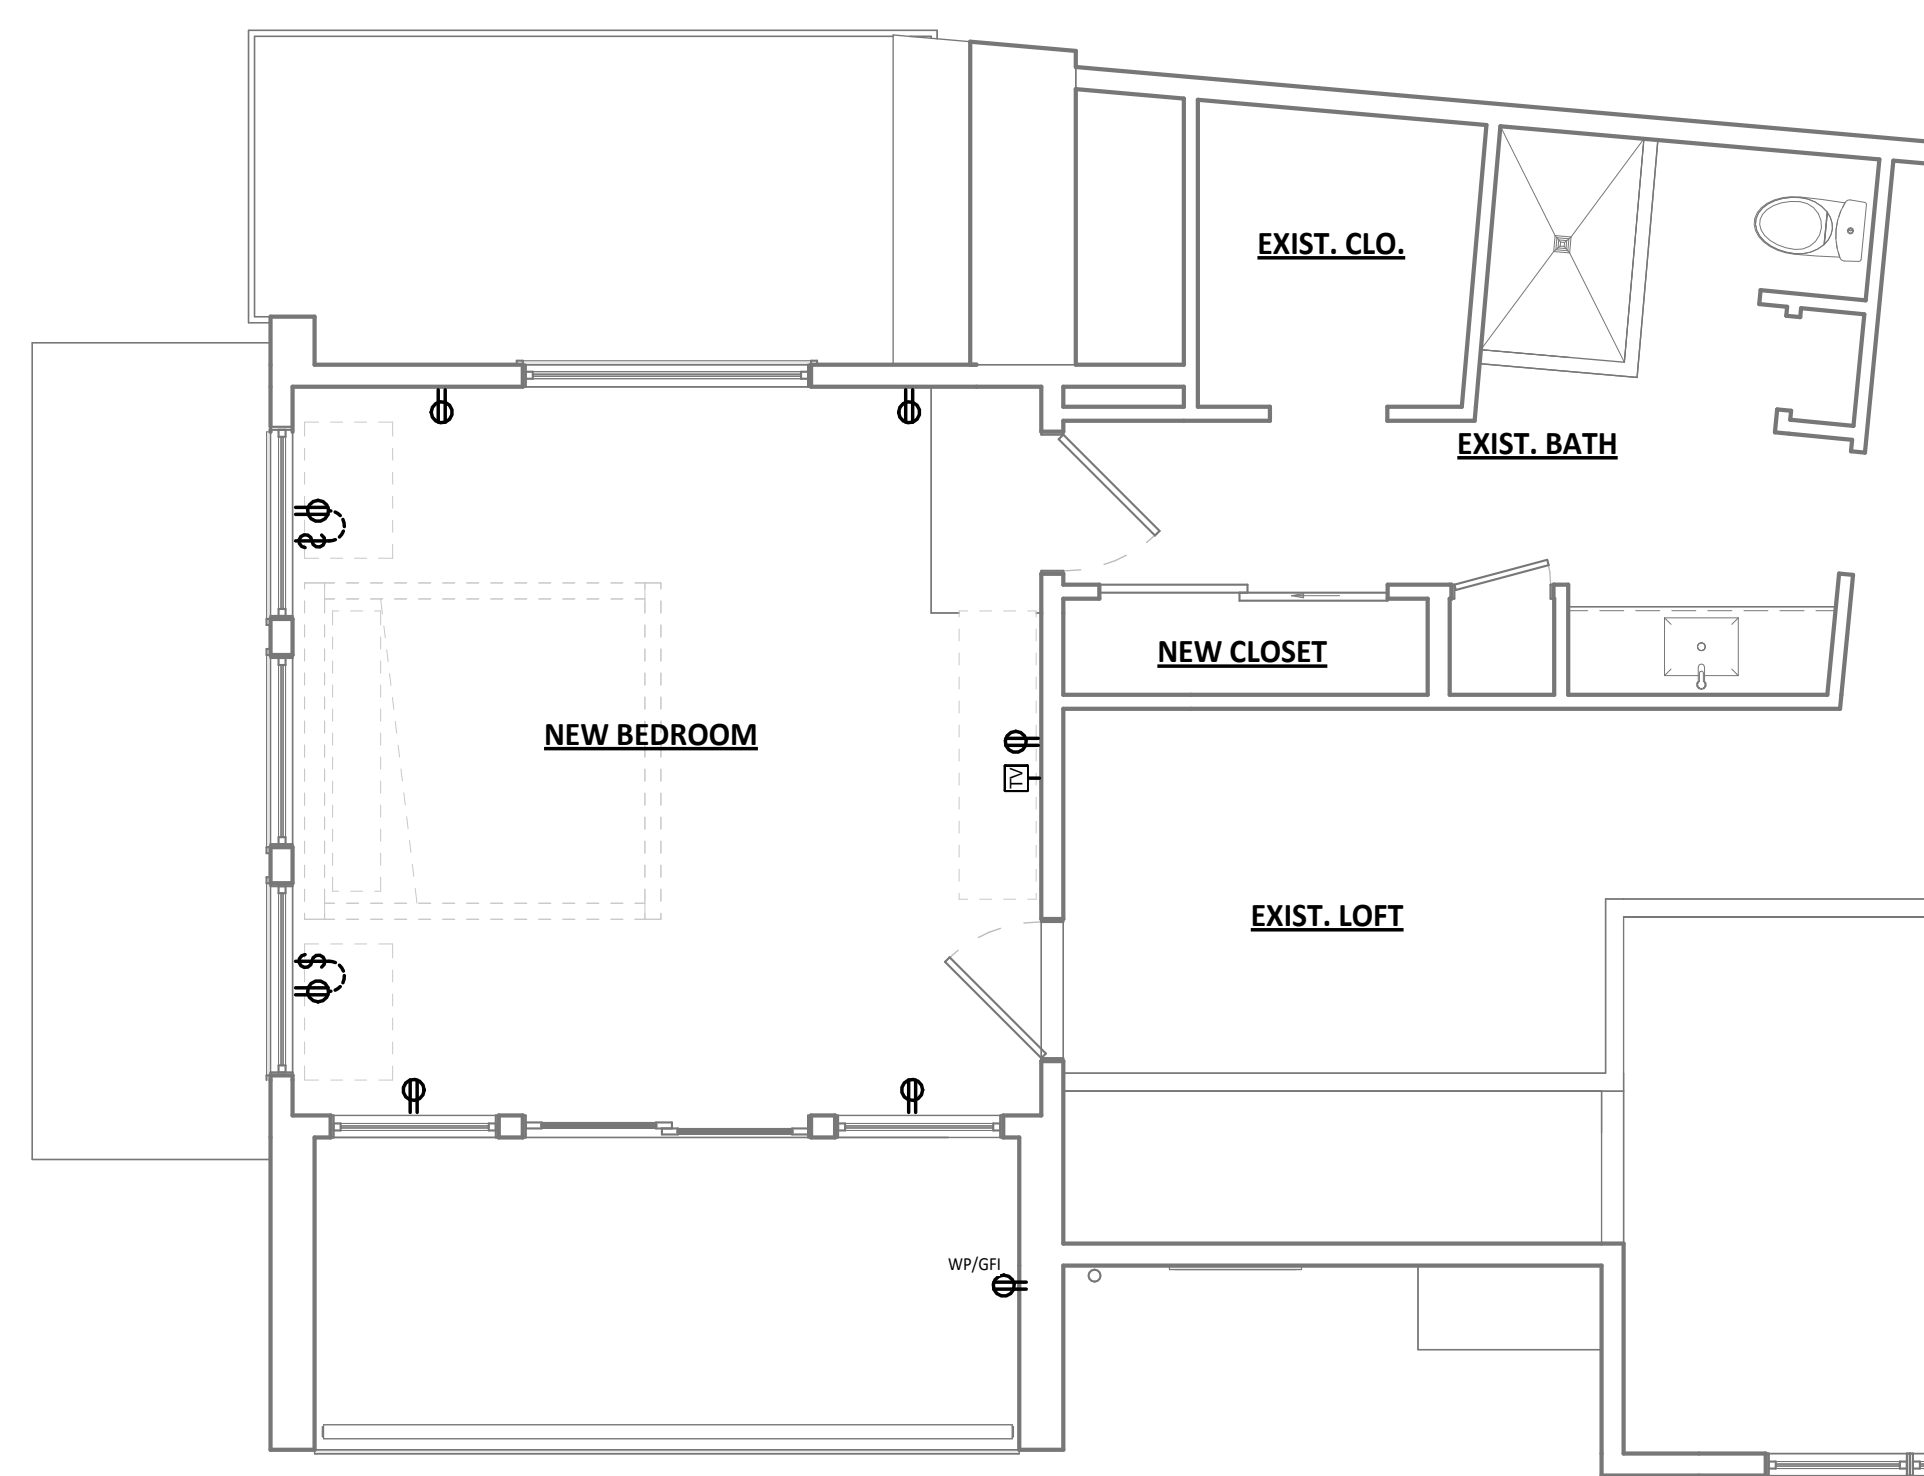 EXIST. CLO.
EXIST. BATH
S
NEW CLOSET
NEW BEDROOM
TV
EXIST. LOFT
S
WP/GFI